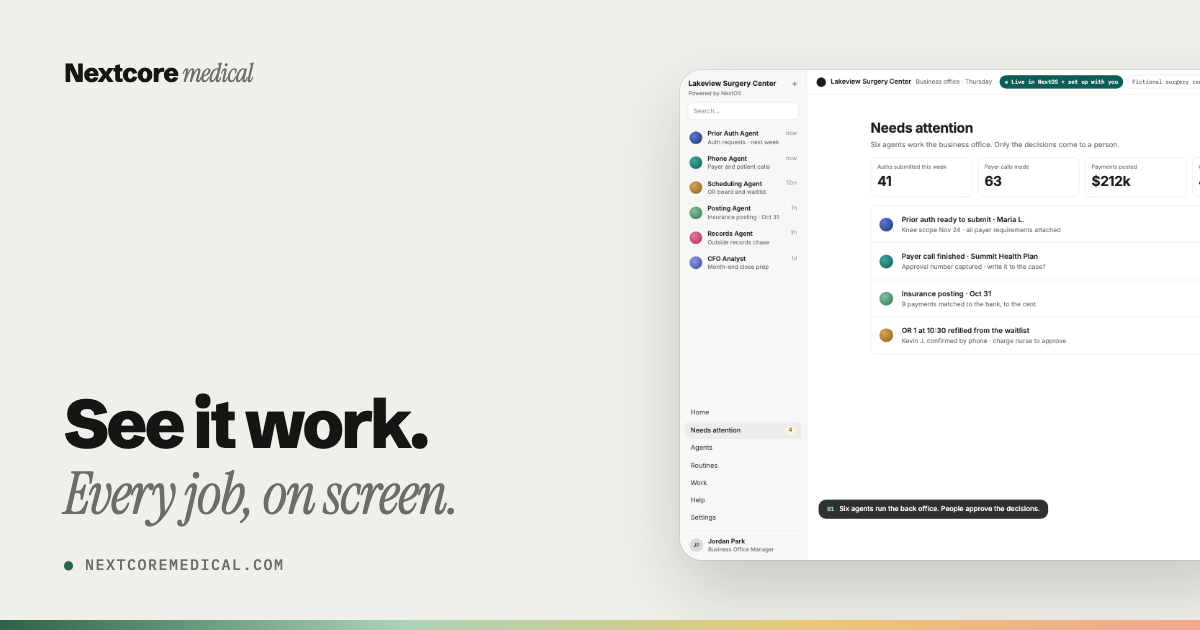 Nextcore medical
See it work.
Every job, on screen.
NEXTCOREMEDICAL.COM
Lakeview Surgery Center +
Powered by NextOS
Search...
Prior Auth Agent now
Auth requests · next week
Phone Agent now
Payer and patient calls
Scheduling Agent 12m
OR board and waitlist
Posting Agent 1h
Insurance posting · Oct 31
Records Agent 3h
Outside records chase
CFO Analyst 1d
Month-end close prep
Home
Needs attention 4
Agents
Routines
Work
Help
Settings
JP Jordan Park
Business Office Manager
Lakeview Surgery Center Business office · Thursday Live in NextOS + set up with you Fictional surgery
Needs attention
Six agents work the business office. Only the decisions come to a person.
Auths submitted this week
41
Payer calls made
63
Payments posted
$212k
Prior auth ready to submit · Maria L.
Knee scope Nov 24 · all payer requirements attached
Payer call finished · Summit Health Plan
Approval number captured · write it to the case?
Insurance posting · Oct 31
9 payments matched to the bank, to the cent
OR 1 at 10:30 refilled from the waitlist
Kevin J. confirmed by phone · charge nurse to approve
01 Six agents run the back office. People approve the decisions.